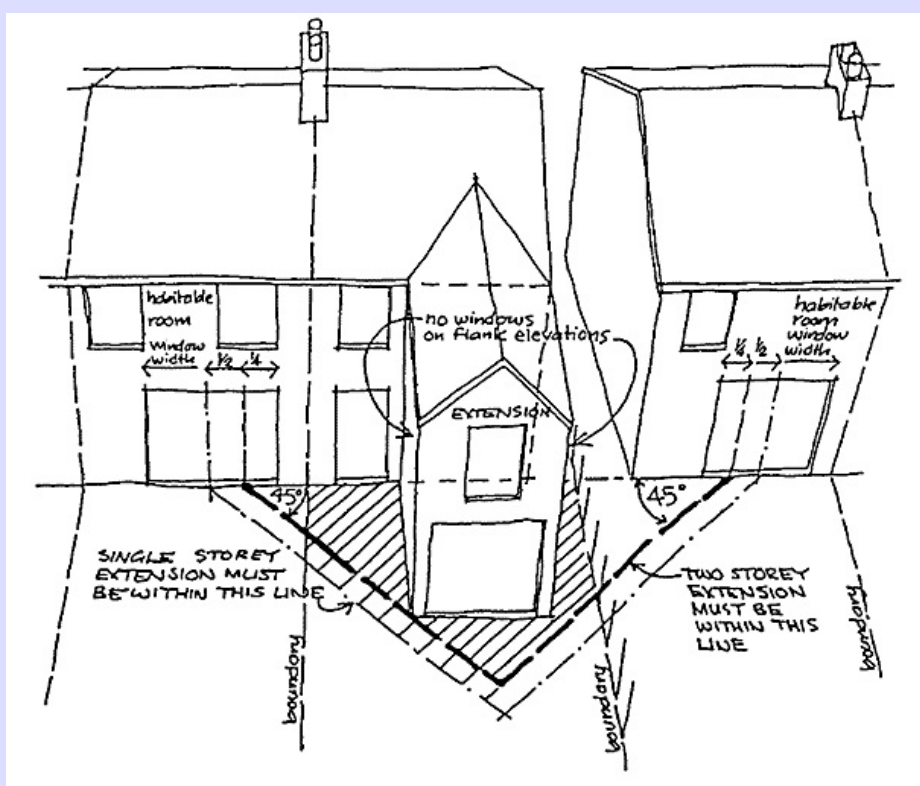 habitable
room
window
width
1/2
1/4
no windows
on flank elevations
habitable
room
window
width
1/4
1/2
EXTENSION
45°
45°
SINGLE STOREY
EXTENSION MUST
BE WITHIN THIS LINE
TWO STOREY
EXTENSION
MUST BE
WITHIN THIS
LINE
boundary
boundary
boundary